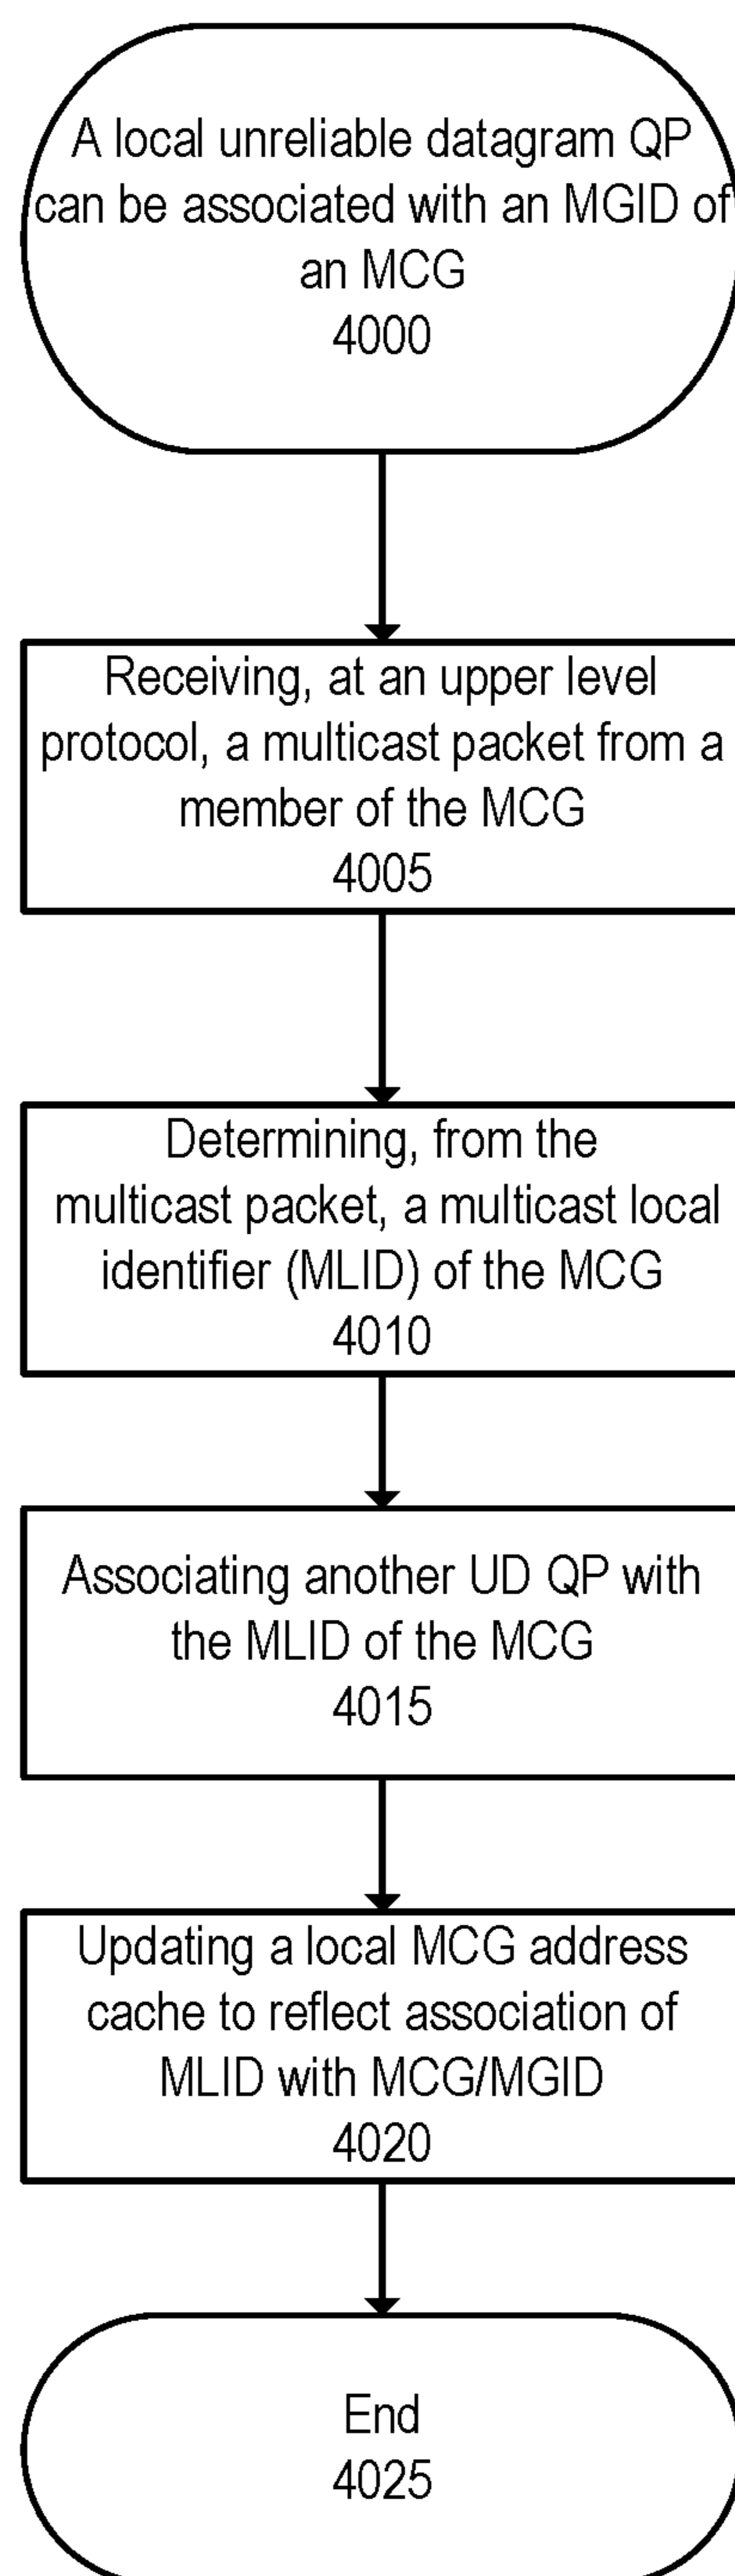 A local unreliable datagram QP
can be associated with an MGID of
an MCG
4000
Receiving, at an upper level
protocol, a multicast packet from a
member of the MCG
4005
Determining, from the
multicast packet, a multicast local
identifier (MLID) of the MCG
4010
Associating another UD QP with
the MLID of the MCG
4015
Updating a local MCG address
cache to reflect association of
MLID with MCG/MGID
4020
End
4025